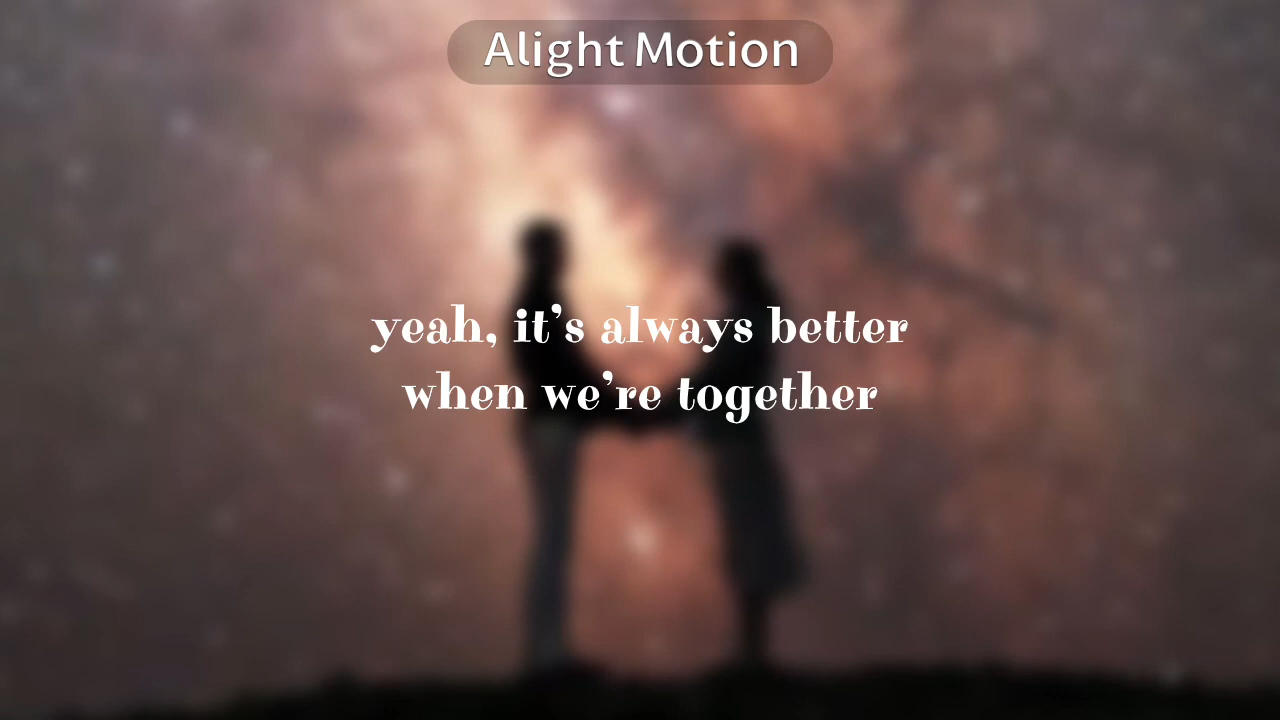 Alight Motion
yeah, it’s always better
when we’re together